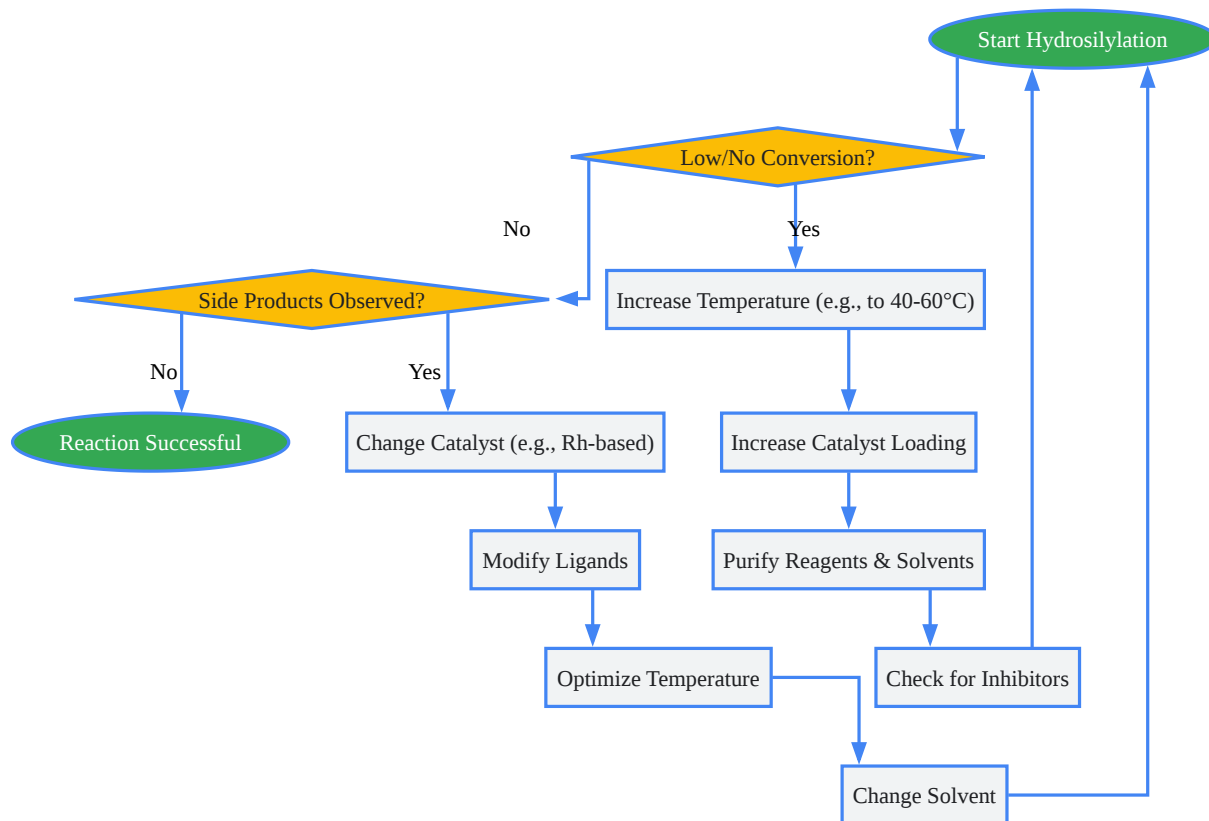 Start Hydrosilylation
Low/No Conversion?
No
Yes
Side Products Observed?
Increase Temperature (e.g., to 40-60°C)
No
Yes
Reaction Successful
Change Catalyst (e.g., Rh-based)
Increase Catalyst Loading
Modify Ligands
Purify Reagents & Solvents
Optimize Temperature
Check for Inhibitors
Change Solvent